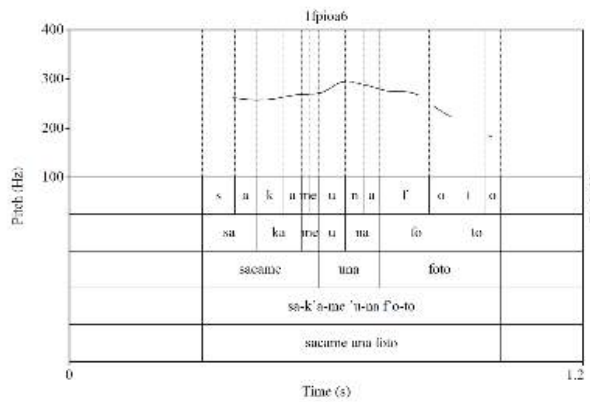 1fpioa6
400
300
200
100
Pitch (Hz)
s a k a me u n a f o t o
sa ka me u na fo to
sacame una foto
sa-k'a-me 'u-na f'o-to
sacame una foto
0 1.2
Time (s)